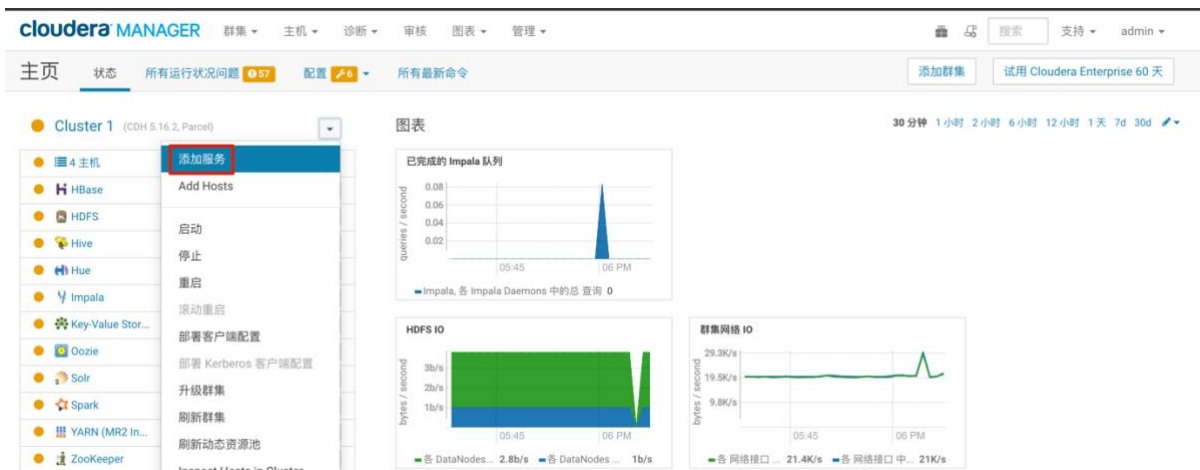 cloudera MANAGER 群集 主机 诊断 审核 图表 管理 搜索 支持 admin
主页 状态 所有运行状况问题 57 配置 6 所有最新命令 添加群集 试用 Cloudera Enterprise 60 天
Cluster 1 (CDH 5.16.2, Parcel)
4 主机
HBase
HDFS
Hive
Hue
Impala
Key-Value Stor...
Oozie
Solr
Spark
YARN (MR2 In...
ZooKeeper
添加服务
Add Hosts
启动
停止
重启
滚动重启
部署客户端配置
部署 Kerberos 客户端配置
升级群集
刷新群集
刷新动态资源池
Inspect Hosts in Cluster
图表
30 分钟 1 小时 2 小时 6 小时 12 小时 1 天 7d 30d
已完成的 Impala 队列
queries / second
0.08
0.06
0.04
0.02
05:45 06 PM
Impala, 各 Impala Daemons 中的总 查询 0
HDFS IO
bytes / second
3b/s
2b/s
1b/s
05:45 06 PM
各 DataNodes... 2.8b/s 各 DataNodes ... 1b/s
群集网络 IO
bytes / second
29.3K/s
19.5K/s
9.8K/s
05:45 06 PM
各 网络接口 ... 21.4K/s 各 网络接口 中... 21K/s